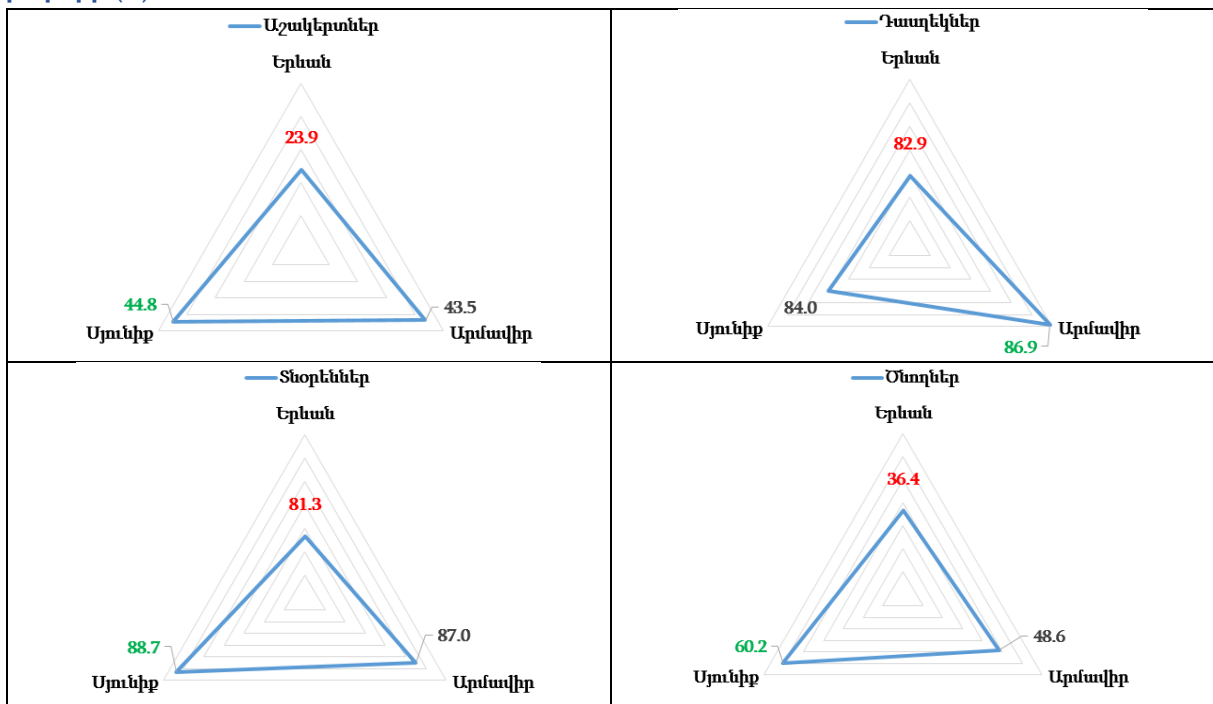 Աշակերտներ
Երևան
23.9
44.8
43.5
Սյունիք
Արմավիր
Դասղեկներ
Երևան
82.9
84.0
Սյունիք
Արմավիր
86.9
Տնօրեններ
Երևան
81.3
88.7
87.0
Սյունիք
Արմավիր
Ծնողներ
Երևան
36.4
60.2
48.6
Սյունիք
Արմավիր